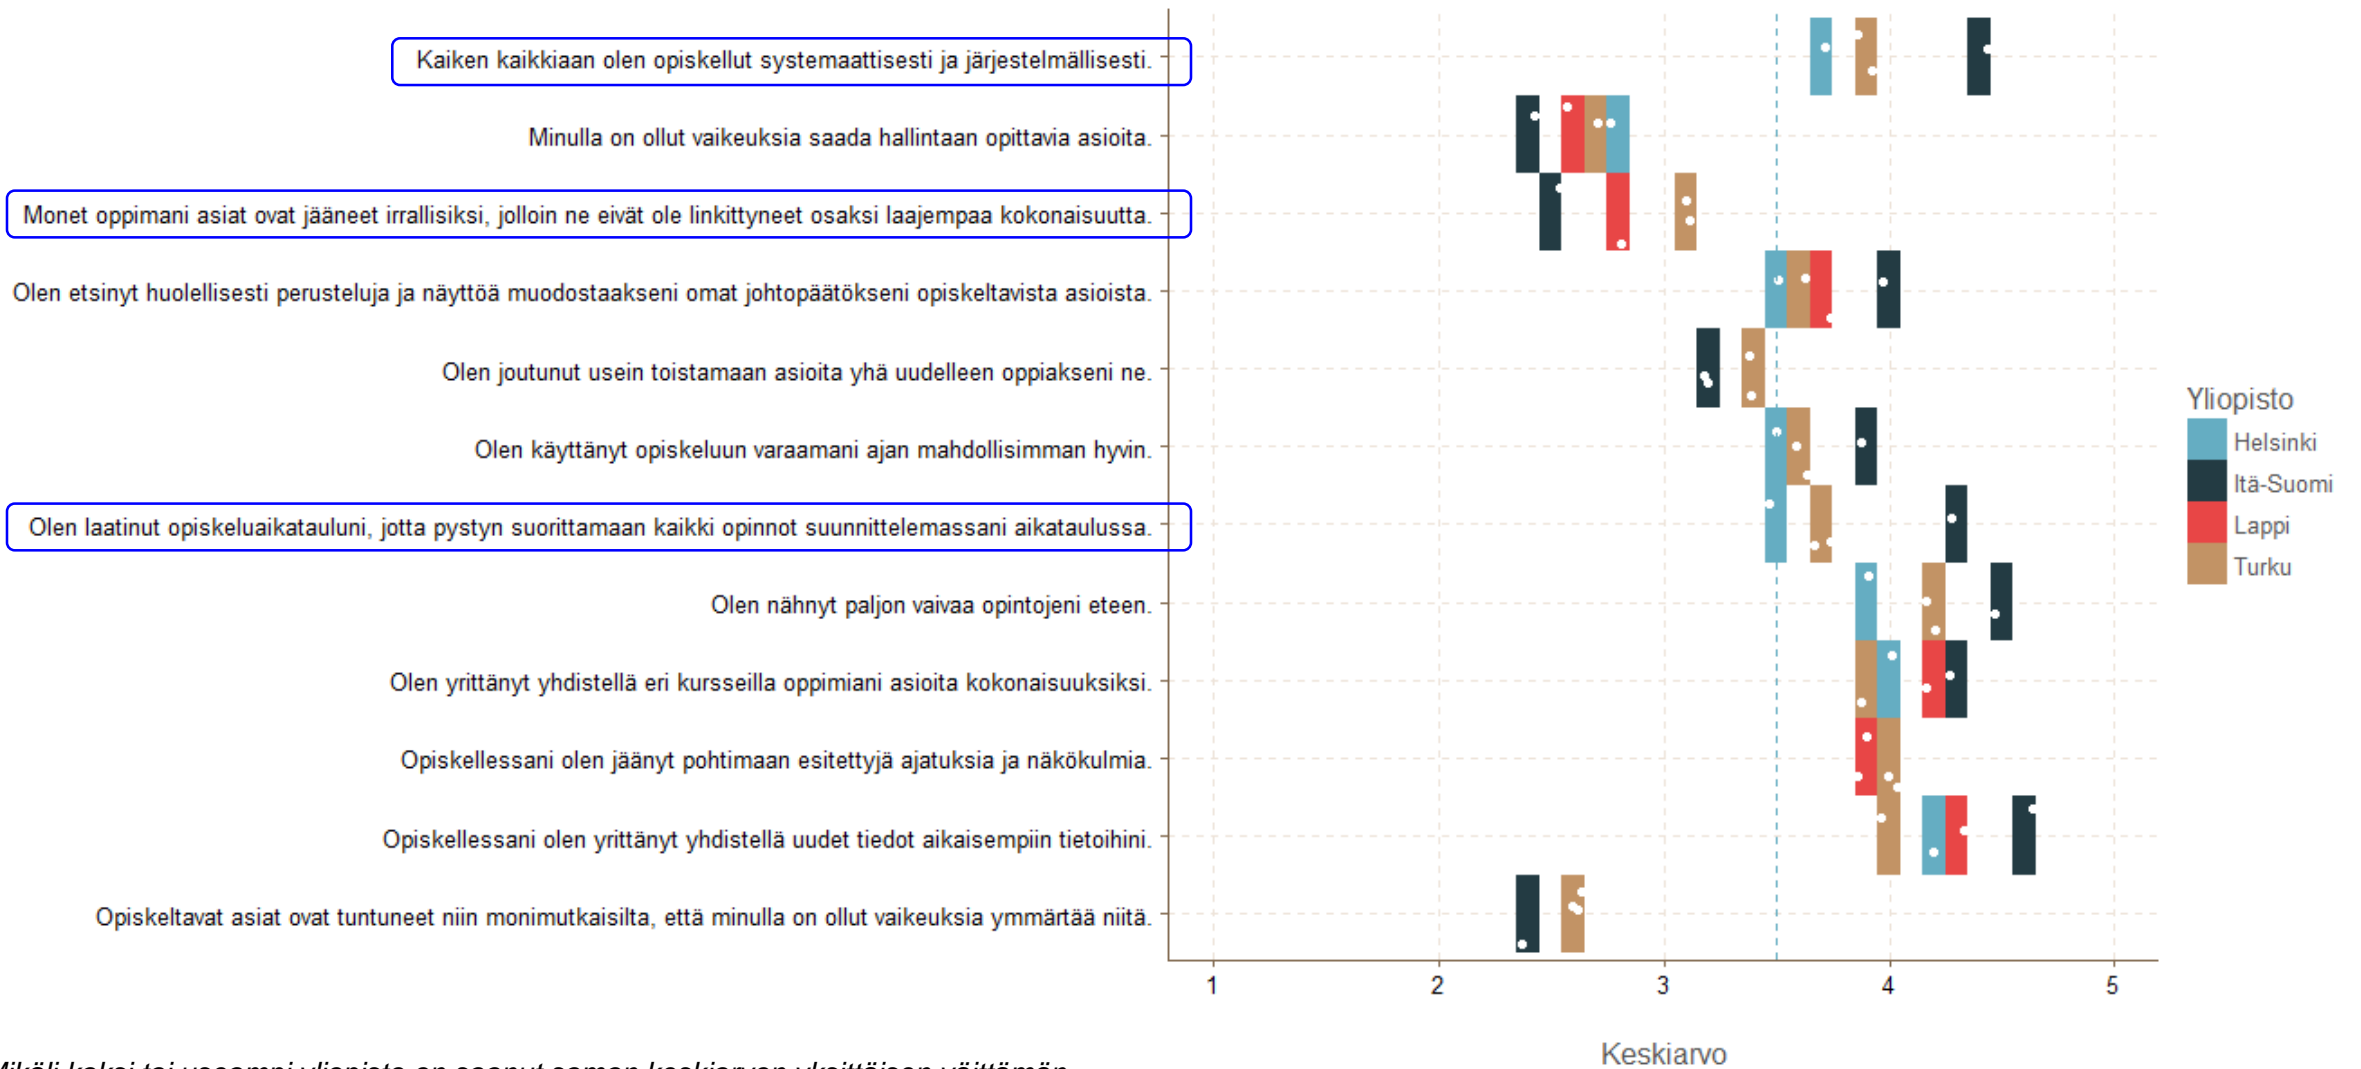 Kaiken kaikkiaan olen opiskellut systemaattisesti ja järjestelmällisesti.
Minulla on ollut vaikeuksia saada hallintaan opittavia asioita.
Monet oppimani asiat ovat jääneet irrallisiksi, jolloin ne eivät ole linkittyneet osaksi laajempaa kokonaisuutta.
Olen etsinyt huolellisesti perusteluja ja näyttöä muodostaakseni omat johtopäätökseni opiskeltavista asioista.
Olen joutunut usein toistamaan asioita yhä uudelleen oppiakseni ne.
Olen käyttänyt opiskeluun varaamani ajan mahdollisimman hyvin.
Olen laatinut opiskeluaikatauluni, jotta pystyn suorittamaan kaikki opinnot suunnittelemassani aikataulussa.
Olen nähnyt paljon vaivaa opintojeni eteen.
Olen yrittänyt yhdistellä eri kursseilla oppimiani asioita kokonaisuuksiksi.
Opiskellessani olen jäänyt pohtimaan esitettyjä ajatuksia ja näkökulmia.
Opiskellessani olen yrittänyt yhdistellä uudet tiedot aikaisempiin tietoihini.
Opiskeltavat asiat ovat tuntuneet niin monimutkaisilta, että minulla on ollut vaikeuksia ymmärtää niitä.
1 2 3 4 5
Keskiarvo
Yliopisto
Helsinki
Itä-Suomi
Lappi
Turku